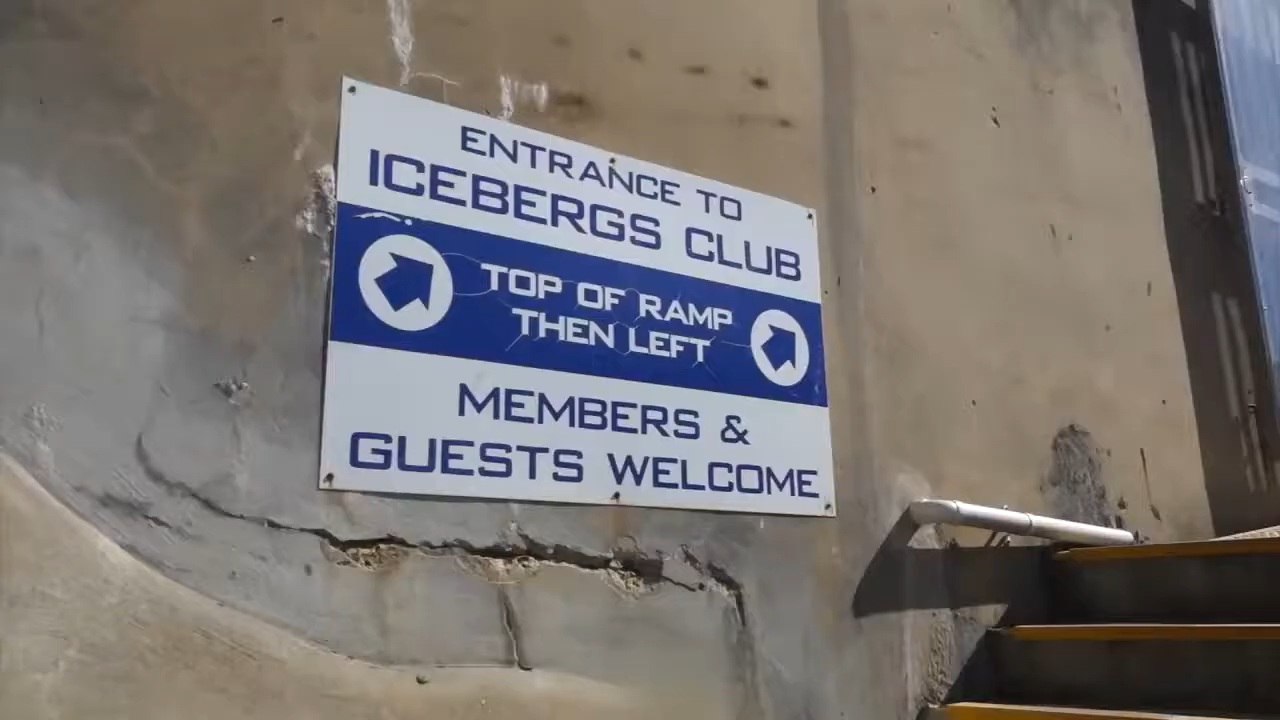 ENTRANCE TO
ICEBERGS CLUB
TOP OF RAMP
THEN LEFT
MEMBERS &
GUESTS WELCOME